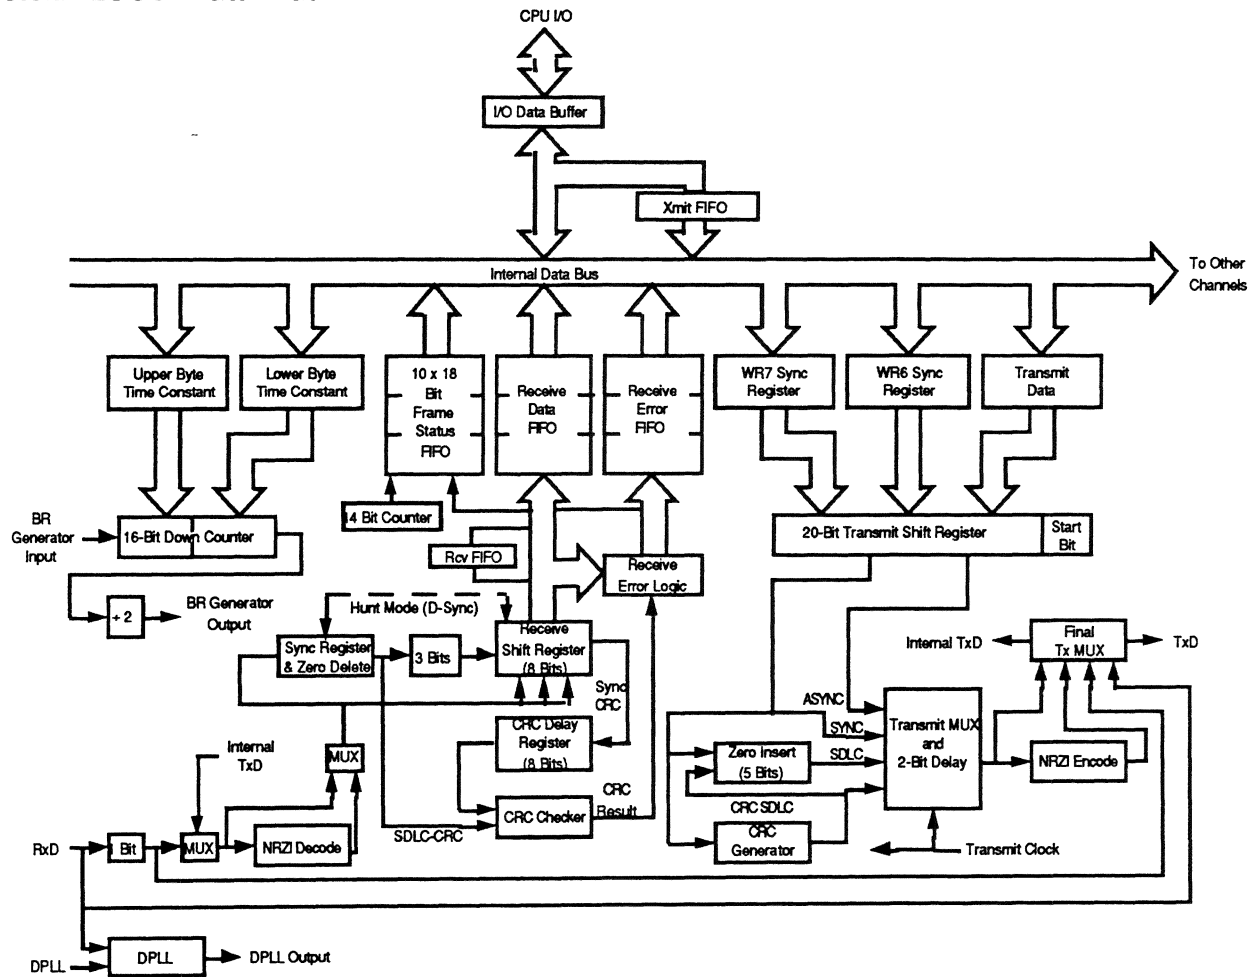 CPU I/O
I/O Data Buffer
Xmit FIFO
Internal Data Bus
To Other
Channels
Upper Byte
Time Constant
Lower Byte
Time Constant
10 x 18
Bit
Frame
Status
FIFO
Receive
Data
FIFO
Receive
Error
FIFO
WR7 Sync
Register
WR6 Sync
Register
Transmit
Data
14 Bit Counter
BR
Generator
Input
16-Bit Down Counter
20-Bit Transmit Shift Register
Start
Bit
Rcv FIFO
Receive
Error Logic
÷ 2
BR Generator
Output
Hunt Mode (D-Sync)
Sync Register
& Zero Delete
3 Bits
Receive
Shift Register
(8 Bits)
Sync
CRC
Internal TxD
Final
Tx MUX
TxD
ASYNC
SYNC
SDLC
Transmit MUX
and
2-Bit Delay
Internal
TxD
MUX
CRC Delay
Register
(8 Bits)
Zero Insert
(5 Bits)
NRZI Encode
CRC
Result
CRC Checker
SDLC-CRC
CRC SDLC
CRC
Generator
Transmit Clock
RxD
1 Bit
MUX
NRZI Decode
DPLL
DPLL
DPLL Output